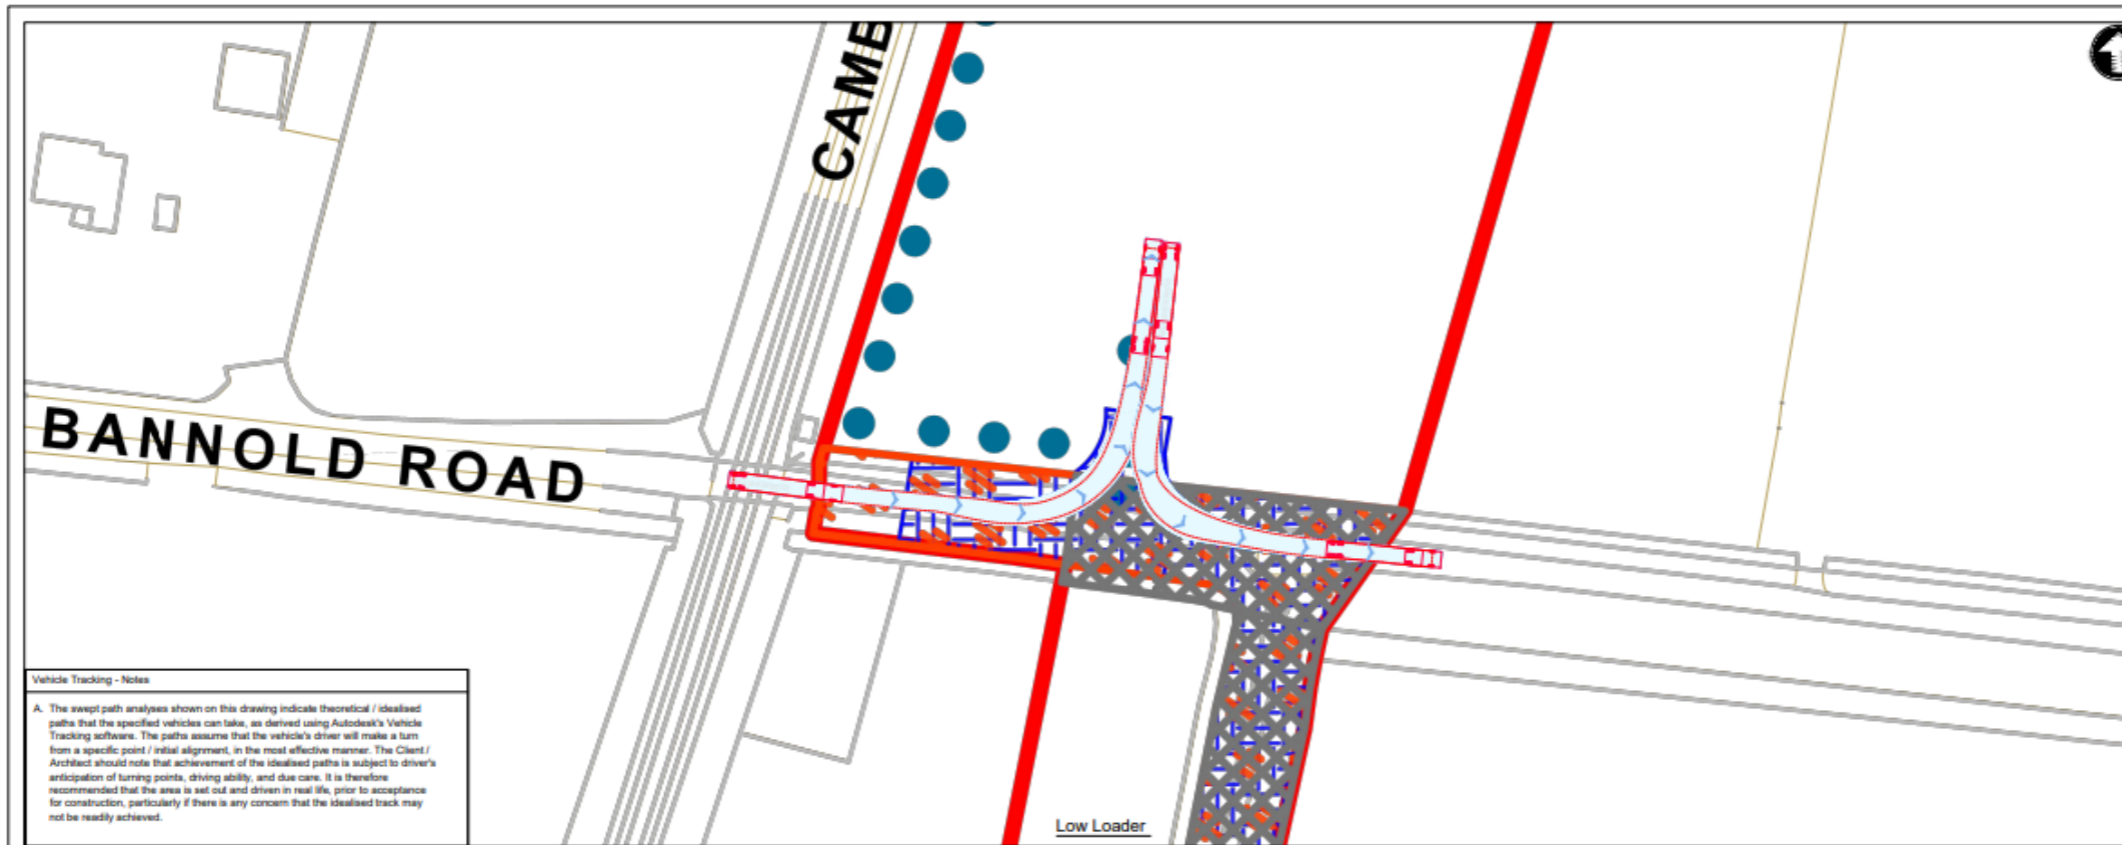 CAMB
BANNOLD ROAD
Vehicle Tracking - Notes
A. The swept path analyses shown on this drawing indicate theoretical / idealised
paths that the specified vehicles can take, as derived using Autodesk's Vehicle
Tracking software. The paths assume that the vehicle's driver will make a turn
from a specific point / initial alignment, in the most effective manner. The Client /
Architect should note that achievement of the idealised paths is subject to driver's
anticipation of turning points, driving ability, and due care. It is therefore
recommended that the area is set out and driven in real life, prior to acceptance
for construction, particularly if there is any concern that the idealised track may
not be readily achieved.
Low Loader